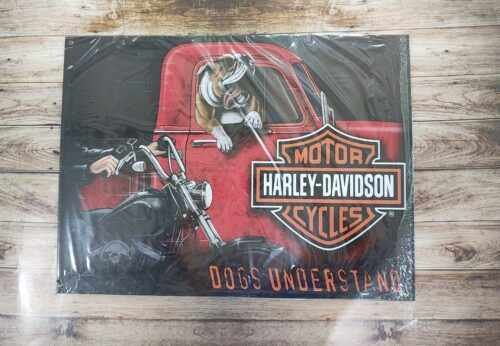 MOTOR
HARLEY-DAVIDSON
CYCLES
®
DOGS UNDERSTAND